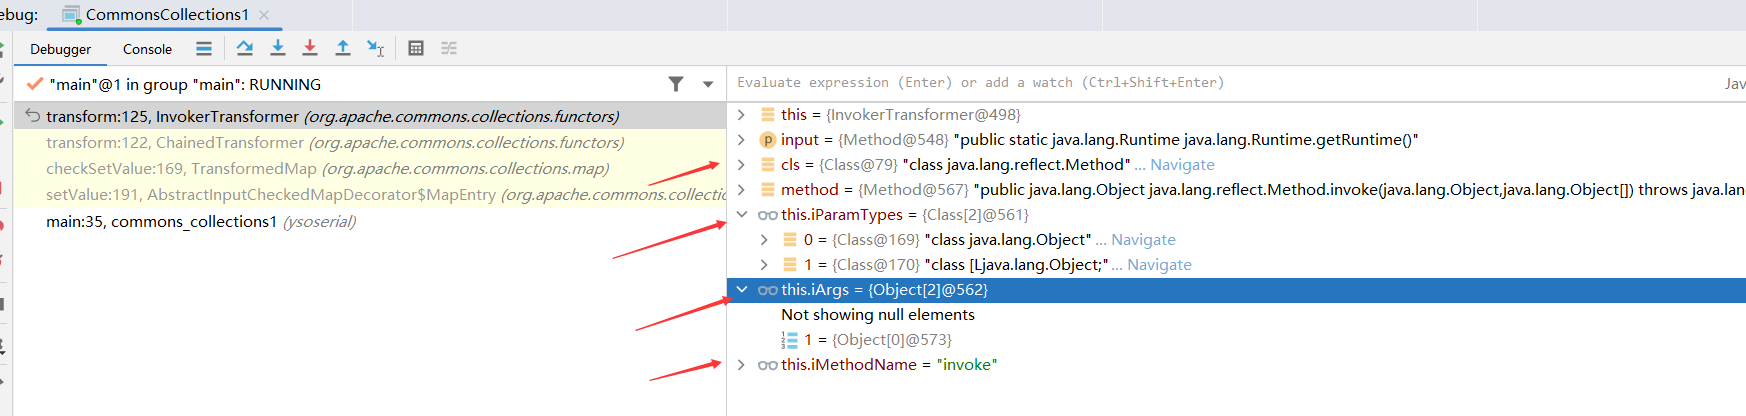 ebug: CommonsCollections1
Debugger Console
"main"@1 in group "main": RUNNING
transform:125, InvokerTransformer (org.apache.commons.collections.functors)
transform:122, ChainedTransformer (org.apache.commons.collections.functors)
checkSetValue:169, TransformedMap (org.apache.commons.collections.map)
setValue:191, AbstractInputCheckedMapDecorator$MapEntry (org.apache.commons.collectic
main:35, commons_collections1 (ysoserial)
Evaluate expression (Enter) or add a watch (Ctrl+Shift+Enter) Jav
this = {InvokerTransformer@498}
input = {Method@548} "public static java.lang.Runtime java.lang.Runtime.getRuntime()"
cls = {Class@79} "class java.lang.reflect.Method" ... Navigate
method = {Method@567} "public java.lang.Object java.lang.reflect.Method.invoke(java.lang.Object,java.lang.Object[]) throws java.lang
this.iParamTypes = {Class[2]@561}
0 = {Class@169} "class java.lang.Object" ... Navigate
1 = {Class@170} "class [Ljava.lang.Object;" ... Navigate
this.iArgs = {Object[2]@562}
Not showing null elements
1 = {Object[0]@573}
this.iMethodName = "invoke"